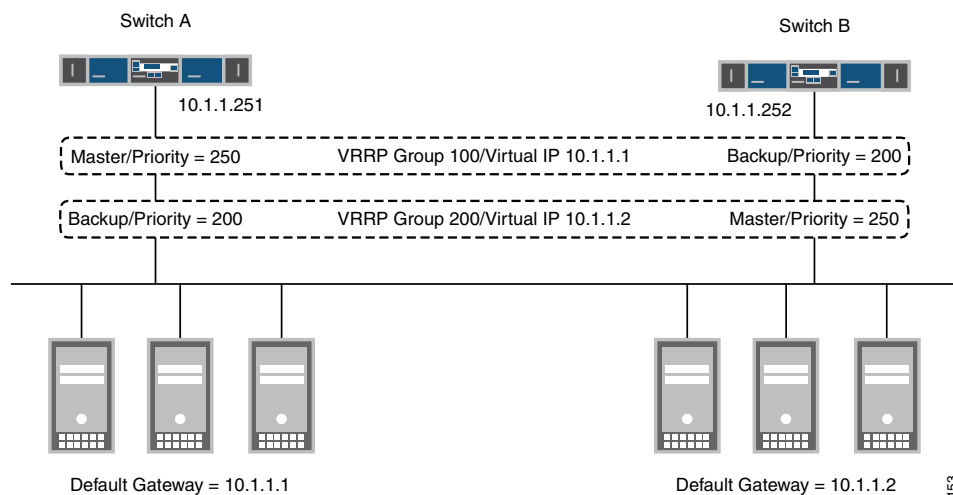 Switch A
Switch B
10.1.1.251
10.1.1.252
Master/Priority = 250 VRRP Group 100/Virtual IP 10.1.1.1 Backup/Priority = 200
Backup/Priority = 200 VRRP Group 200/Virtual IP 10.1.1.2 Master/Priority = 250
Default Gateway = 10.1.1.1
Default Gateway = 10.1.1.2